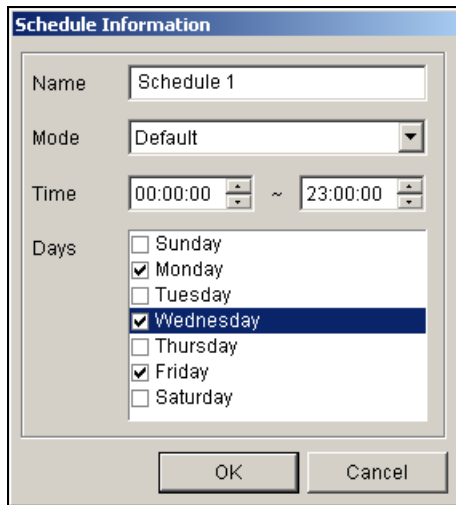 Schedule Information
Name Schedule 1
Mode Default
Time 00:00:00 ~ 23:00:00
Days
Sunday
Monday
Tuesday
Wednesday
Thursday
Friday
Saturday
OK Cancel